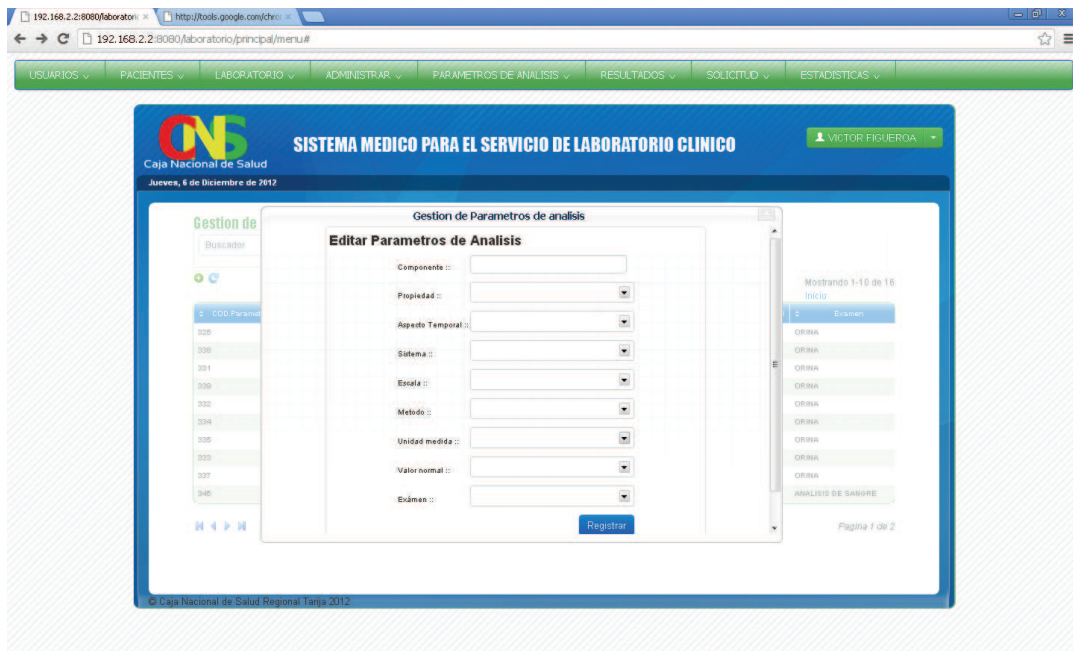 192.168.2.2:8080/laboratori
http://tools.google.com/chro
192.168.2.2:8080/laboratorio/principal/menu#
USUARIOS PACIENTES LABORATORIO ADMINISTRAR PARAMETROS DE ANALISIS RESULTADOS SOLICITUD ESTADISTICAS
CNS
Caja Nacional de Salud
SISTEMA MEDICO PARA EL SERVICIO DE LABORATORIO CLINICO
VICTOR FIGUEROA
Jueves, 6 de Diciembre de 2012
Gestion de Parametros de analisis
Gestion de
Buscador
Editar Parametros de Analisis
Componente ::
Propiedad ::
Aspecto Temporal ::
Sistema ::
Escala ::
Metodo ::
Unidad medida ::
Valor normal ::
Exámen ::
Registrar
Mostrando 1-10 de 16
Inicio
COD.Paramet
Examen
ORINA
338 ORINA
331 ORINA
339 ORINA
332 ORINA
334 ORINA
335 ORINA
333 ORINA
337 ORINA
346 ANALISIS DE SANGRE
Pagina 1 de 2
© Caja Nacional de Salud Regional Tarija 2012